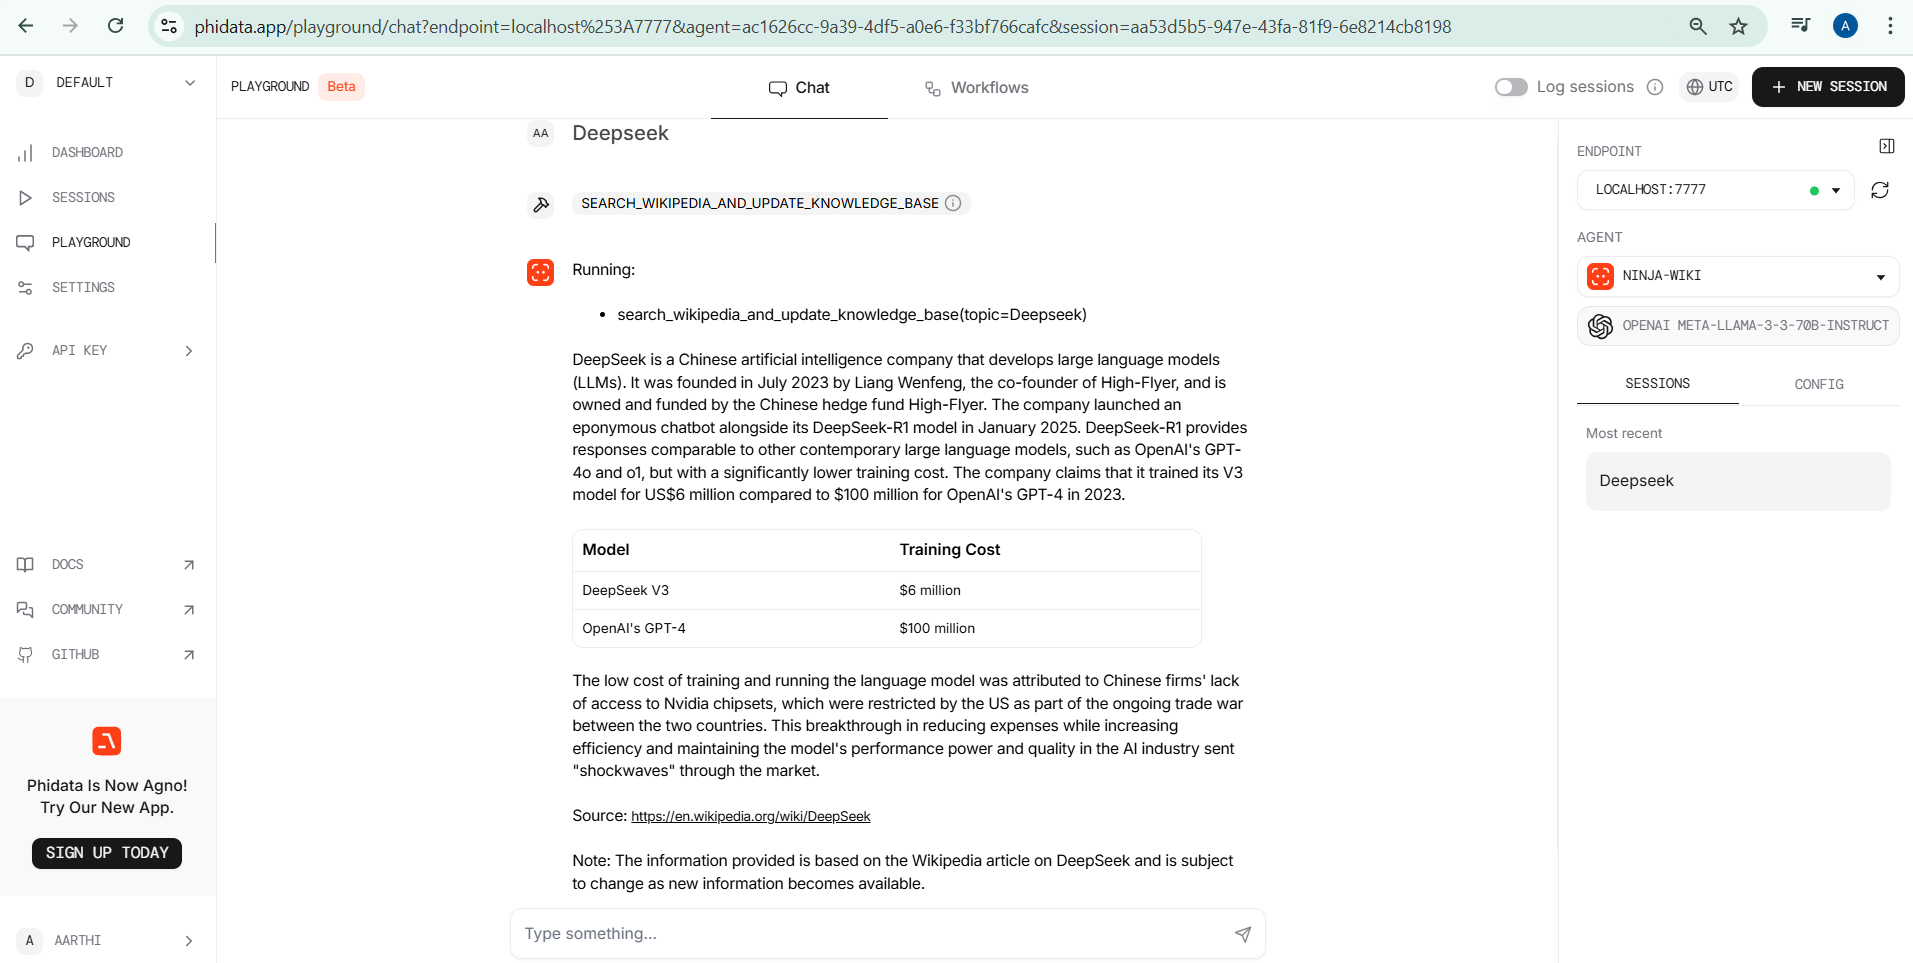 phidata.app/playground/chat?endpoint=localhost%253A7777&agent=ac1626cc-9a39-4df5-a0e6-f33bf766cafc&session=aa53d5b5-947e-43fa-81f9-6e8214cb8198
A
D DEFAULT
DASHBOARD
SESSIONS
PLAYGROUND
SETTINGS
API KEY
DOCS
COMMUNITY
GITHUB
Phidata Is Now Agno!
Try Our New App.
SIGN UP TODAY
A AARTHI
PLAYGROUND Beta
Chat
Workflows
Log sessions
UTC
+ NEW SESSION
AA Deepseek
SEARCH_WIKIPEDIA_AND_UPDATE_KNOWLEDGE_BASE
Running:
• search_wikipedia_and_update_knowledge_base(topic=Deepseek)
DeepSeek is a Chinese artificial intelligence company that develops large language models
(LLMs). It was founded in July 2023 by Liang Wenfeng, the co-founder of High-Flyer, and is
owned and funded by the Chinese hedge fund High-Flyer. The company launched an
eponymous chatbot alongside its DeepSeek-R1 model in January 2025. DeepSeek-R1 provides
responses comparable to other contemporary large language models, such as OpenAI's GPT-
4o and o1, but with a significantly lower training cost. The company claims that it trained its V3
model for US$6 million compared to $100 million for OpenAI's GPT-4 in 2023.
Model Training Cost
DeepSeek V3 $6 million
OpenAI's GPT-4 $100 million
The low cost of training and running the language model was attributed to Chinese firms' lack
of access to Nvidia chipsets, which were restricted by the US as part of the ongoing trade war
between the two countries. This breakthrough in reducing expenses while increasing
efficiency and maintaining the model's performance power and quality in the AI industry sent
"shockwaves" through the market.
Source: https://en.wikipedia.org/wiki/DeepSeek
Note: The information provided is based on the Wikipedia article on DeepSeek and is subject
to change as new information becomes available.
Type something...
ENDPOINT
LOCALHOST:7777
AGENT
NINJA-WIKI
OPENAI META-LLAMA-3-3-70B-INSTRUCT
SESSIONS CONFIG
Most recent
Deepseek